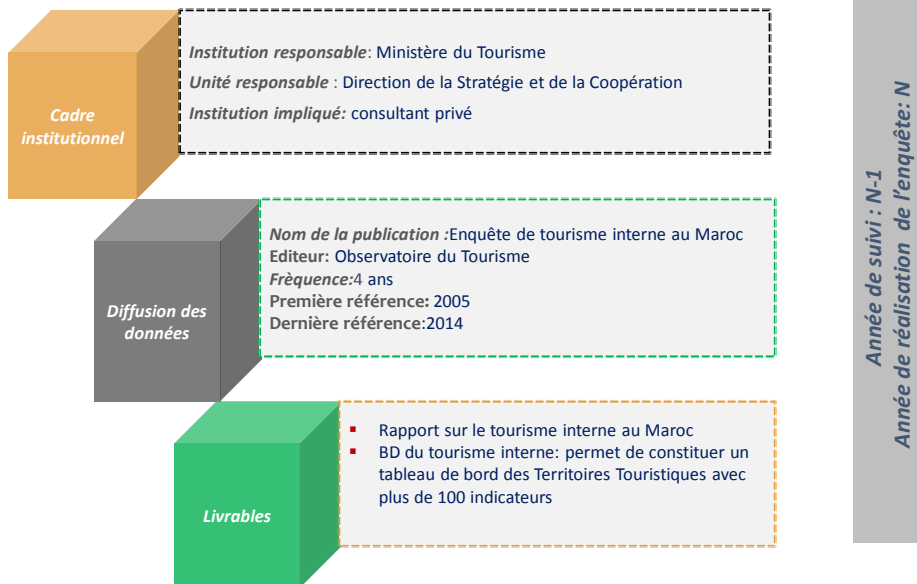 Cadre
institutionnel
Institution responsable: Ministère du Tourisme
Unité responsable : Direction de la Stratégie et de la Coopération
Institution impliqué: consultant privé
Diffusion des
données
Nom de la publication :Enquête de tourisme interne au Maroc
Editeur: Observatoire du Tourisme
Frèquence:4 ans
Première référence: 2005
Dernière référence:2014
Livrables
▪ Rapport sur le tourisme interne au Maroc
▪ BD du tourisme interne: permet de constituer un
tableau de bord des Territoires Touristiques avec
plus de 100 indicateurs
Année de suivi : N-1
Année de réalisation de l'enquête: N